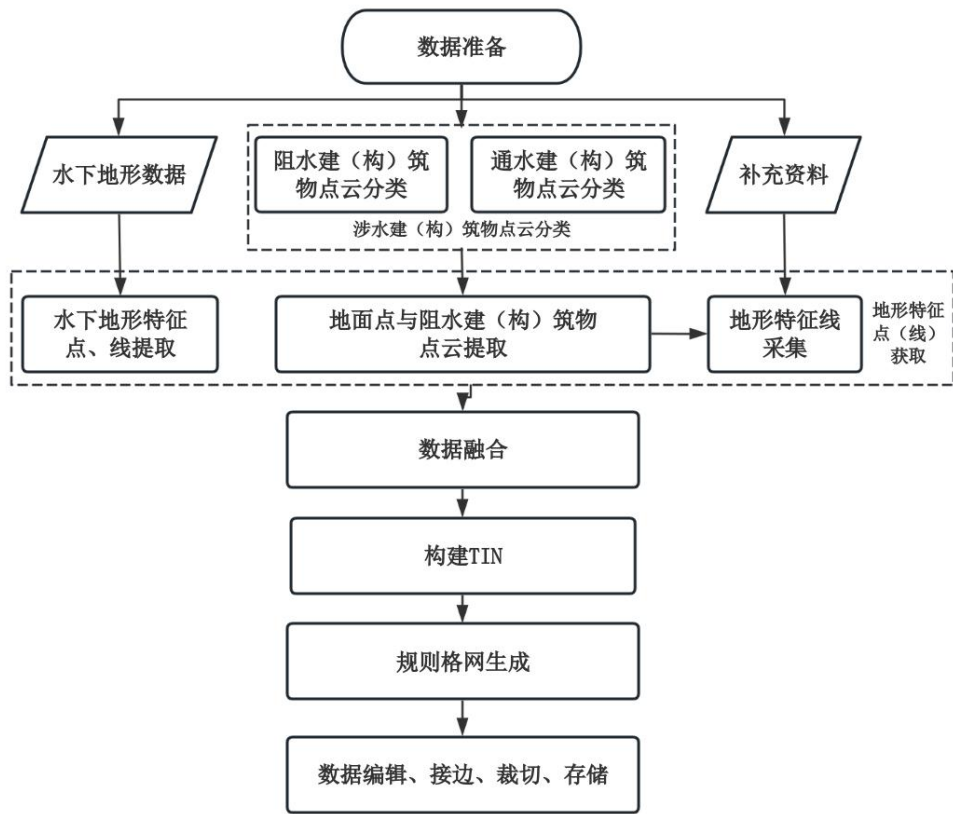 数据准备
水下地形数据
阻水建（构）筑
物点云分类
通水建（构）筑
物点云分类
补充资料
涉水建（构）筑物点云分类
水下地形特征
点、线提取
地面点与阻水建（构）筑物
点云提取
地形特征线
采集
地形特征
点（线）
获取
数据融合
构建TIN
规则格网生成
数据编辑、接边、裁切、存储